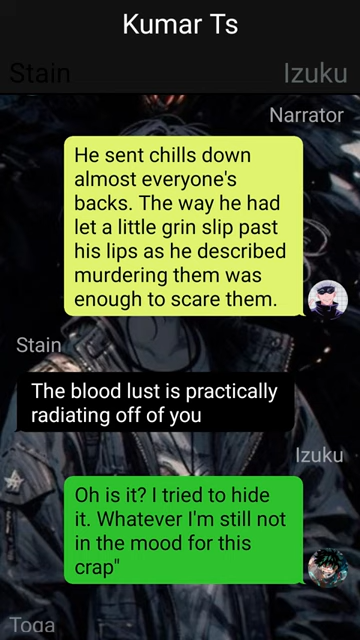 Kumar Ts
Stain
Izuku
Narrator
He sent chills down
almost everyone's
backs. The way he had
let a little grin slip past
his lips as he described
murdering them was
enough to scare them.
Stain
The blood lust is practically
radiating off of you
Izuku
Oh is it? I tried to hide
it. Whatever I'm still not
in the mood for this
crap"
Toga